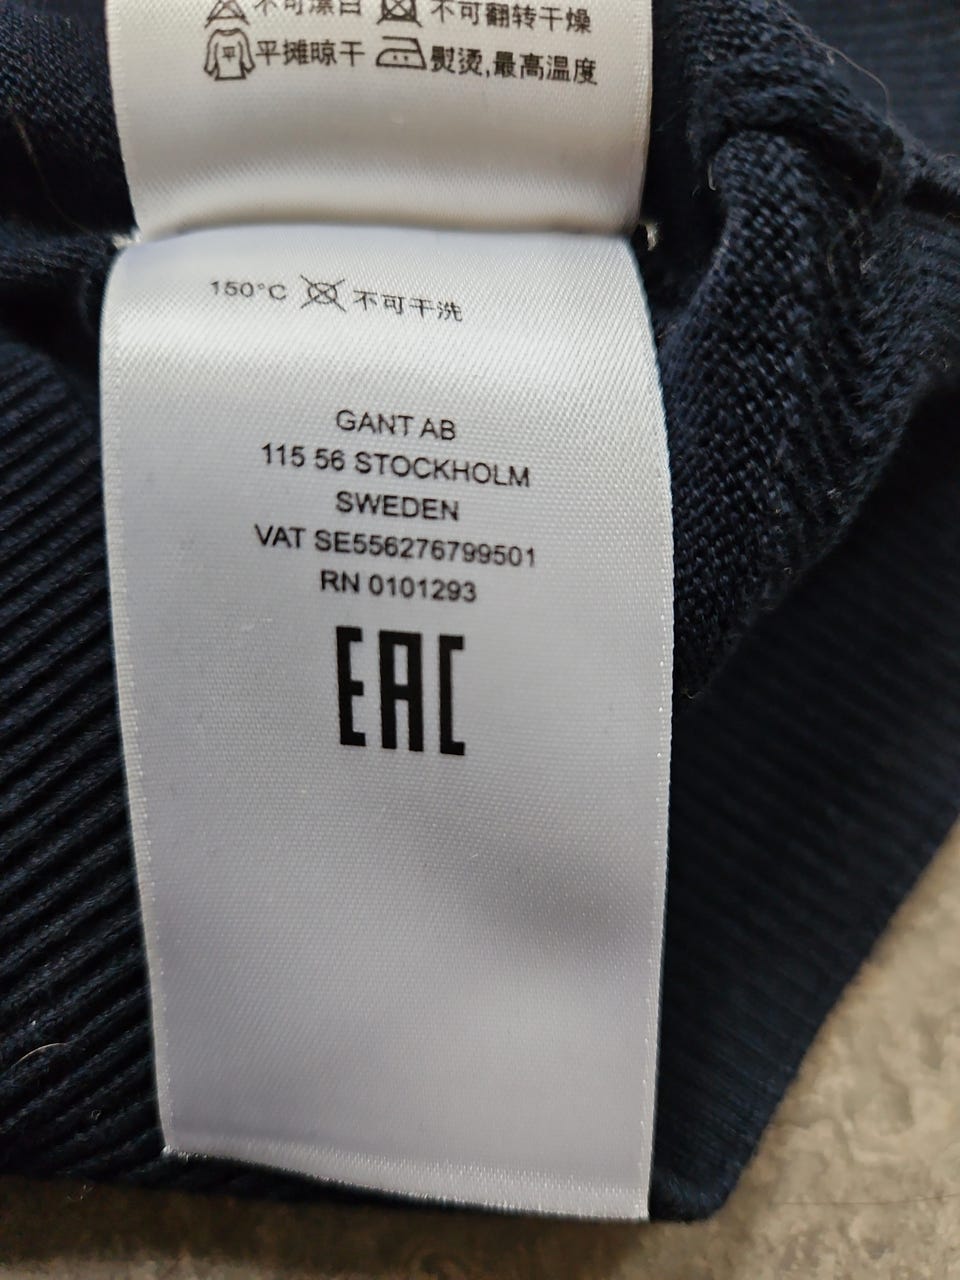 不可漂白 不可翻转干燥
平 平摊晾干 熨烫,最高温度
150°C 不可干洗
GANT AB
115 56 STOCKHOLM
SWEDEN
VAT SE556276799501
RN 0101293
EAC